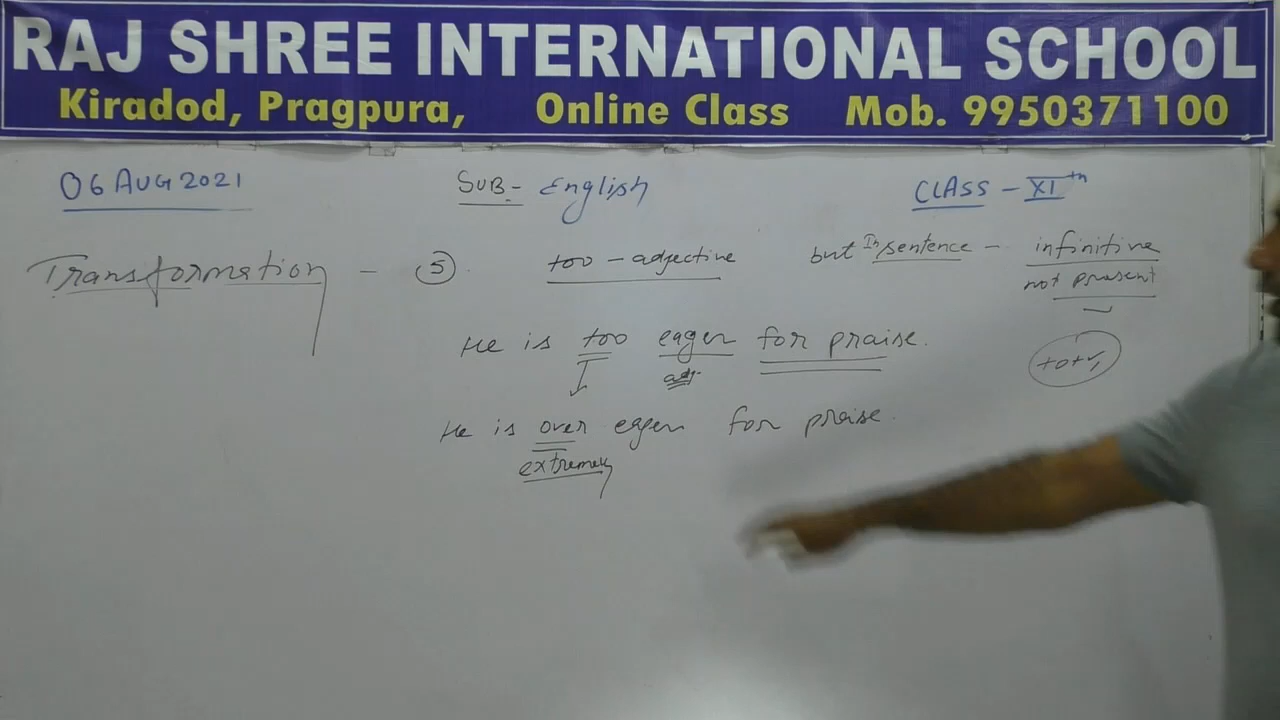 RAJ SHREE INTERNATIONAL SCHOOL
Kiradod, Pragpura, Online Class Mob. 9950371100
06 AUG 2021 SUB- English CLASS - XIth
Transformation - 5 too - adjective but In sentence - infinitive
not present
He is too eager for praise.
adj.
He is over eager for praise.
extremely